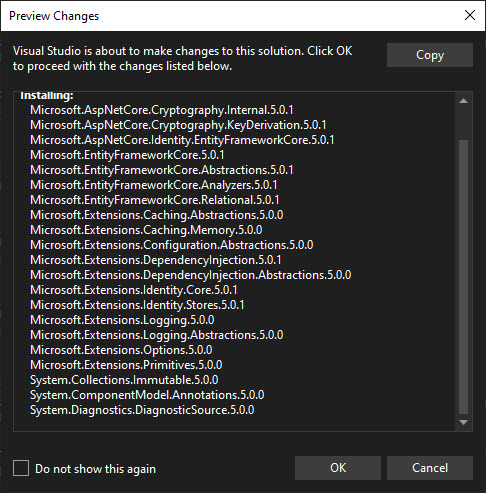 Preview Changes
Visual Studio is about to make changes to this solution. Click OK
to proceed with the changes listed below.
Copy
Installing:
Microsoft.AspNetCore.Cryptography.Internal.5.0.1
Microsoft.AspNetCore.Cryptography.KeyDerivation.5.0.1
Microsoft.AspNetCore.Identity.EntityFrameworkCore.5.0.1
Microsoft.EntityFrameworkCore.5.0.1
Microsoft.EntityFrameworkCore.Abstractions.5.0.1
Microsoft.EntityFrameworkCore.Analyzers.5.0.1
Microsoft.EntityFrameworkCore.Relational.5.0.1
Microsoft.Extensions.Caching.Abstractions.5.0.0
Microsoft.Extensions.Caching.Memory.5.0.0
Microsoft.Extensions.Configuration.Abstractions.5.0.0
Microsoft.Extensions.DependencyInjection.5.0.1
Microsoft.Extensions.DependencyInjection.Abstractions.5.0.0
Microsoft.Extensions.Identity.Core.5.0.1
Microsoft.Extensions.Identity.Stores.5.0.1
Microsoft.Extensions.Logging.5.0.0
Microsoft.Extensions.Logging.Abstractions.5.0.0
Microsoft.Extensions.Options.5.0.0
Microsoft.Extensions.Primitives.5.0.0
System.Collections.Immutable.5.0.0
System.ComponentModel.Annotations.5.0.0
System.Diagnostics.DiagnosticSource.5.0.0
Do not show this again
OK
Cancel